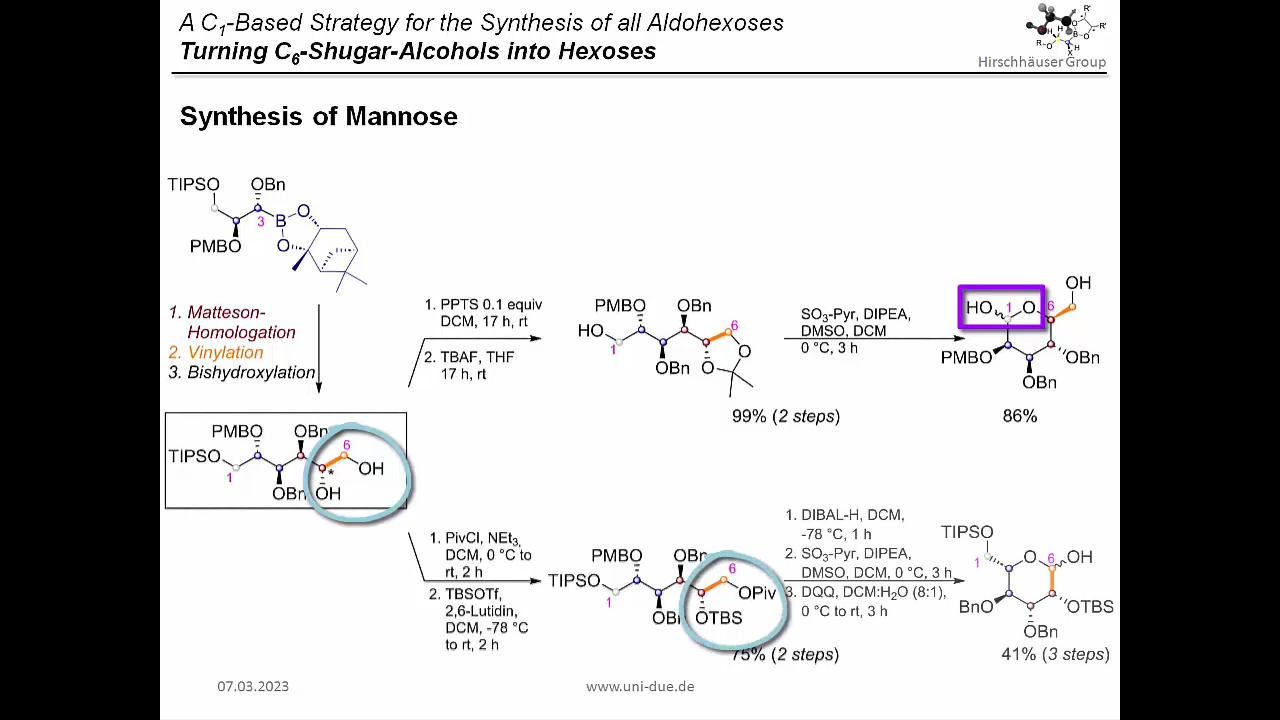 A C1-Based Strategy for the Synthesis of all Aldohexoses
Turning C6-Shugar-Alcohols into Hexoses
Hirschhäuser Group
Synthesis of Mannose
TIPSO
OBn
3
B
O
O
PMBO
1. Matteson-
Homologation
2. Vinylation
3. Bishydroxylation
PMBO
OBn
TIPSO
6
OH
1
*
OBn
OH
1. PPTS 0.1 equiv
DCM, 17 h, rt
2. TBAF, THF
17 h, rt
PMBO
OBn
HO
6
1
O
OBn
O
99% (2 steps)
SO3-Pyr, DIPEA,
DMSO, DCM
0 °C, 3 h
OH
HO
1
O
6
PMBO
OBn
OBn
86%
1. PivCl, NEt3,
DCM, 0 °C to
rt, 2 h
2. TBSOTf,
2,6-Lutidin,
DCM, -78 °C
to rt, 2 h
PMBO
OBn
6
TIPSO
OPiv
1
OBn
OTBS
75% (2 steps)
1. DIBAL-H, DCM,
-78 °C, 1 h
2. SO3-Pyr, DIPEA,
DMSO, DCM, 0 °C, 3 h
3. DQQ, DCM:H2O (8:1),
0 °C to rt, 3 h
TIPSO
1
O
6
OH
BnO
OTBS
OBn
41% (3 steps)
07.03.2023
www.uni-due.de